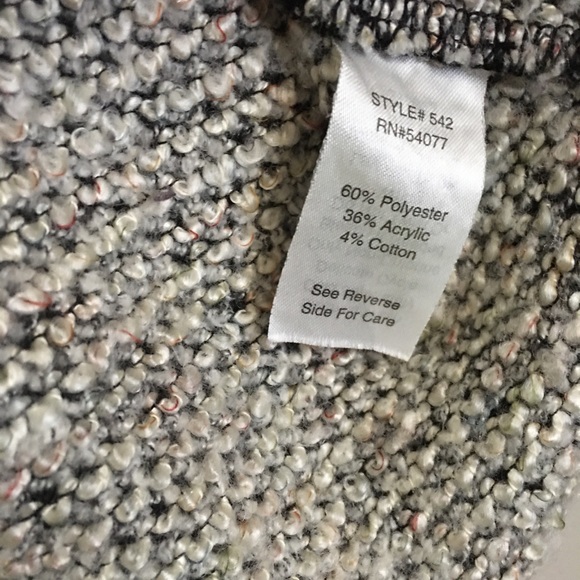 STYLE# 542
RN#54077
60% Polyester
36% Acrylic
4% Cotton
See Reverse
Side For Care